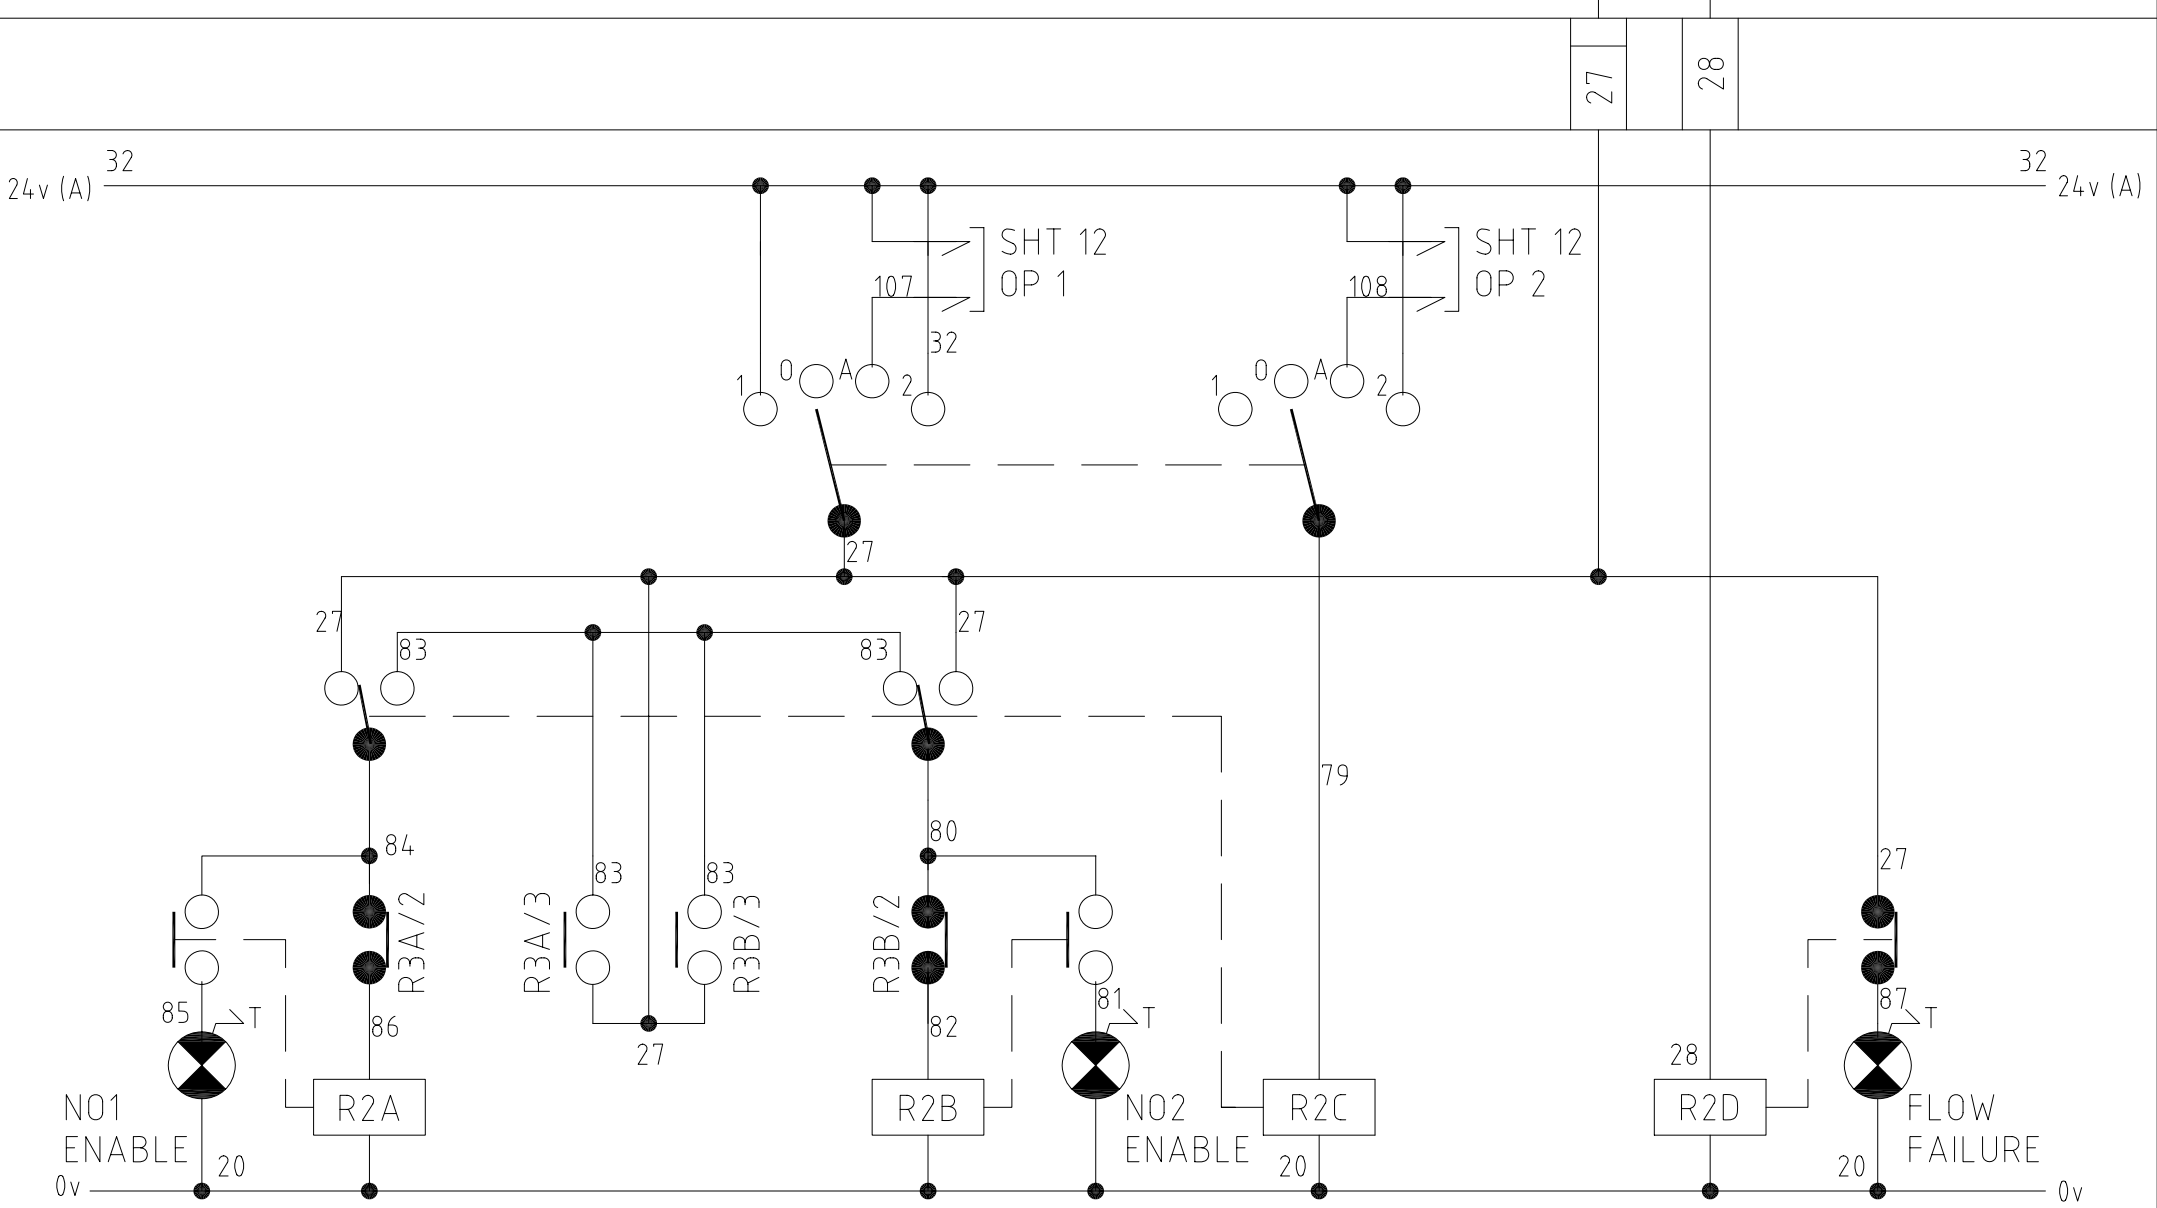 27
28
32
32
24v (A)
24v (A)
SHT 12
OP 1
SHT 12
OP 2
107
108
32
1
0
A
2
1
0
A
2
27
27
83
83
27
79
84
80
27
83
83
R3A/2
R3A/3
R3B/3
R3B/2
85
T
86
27
82
81
T
87
T
28
NO1
ENABLE
R2A
R2B
NO2
ENABLE
R2C
R2D
FLOW
FAILURE
20
20
20
0v
0v